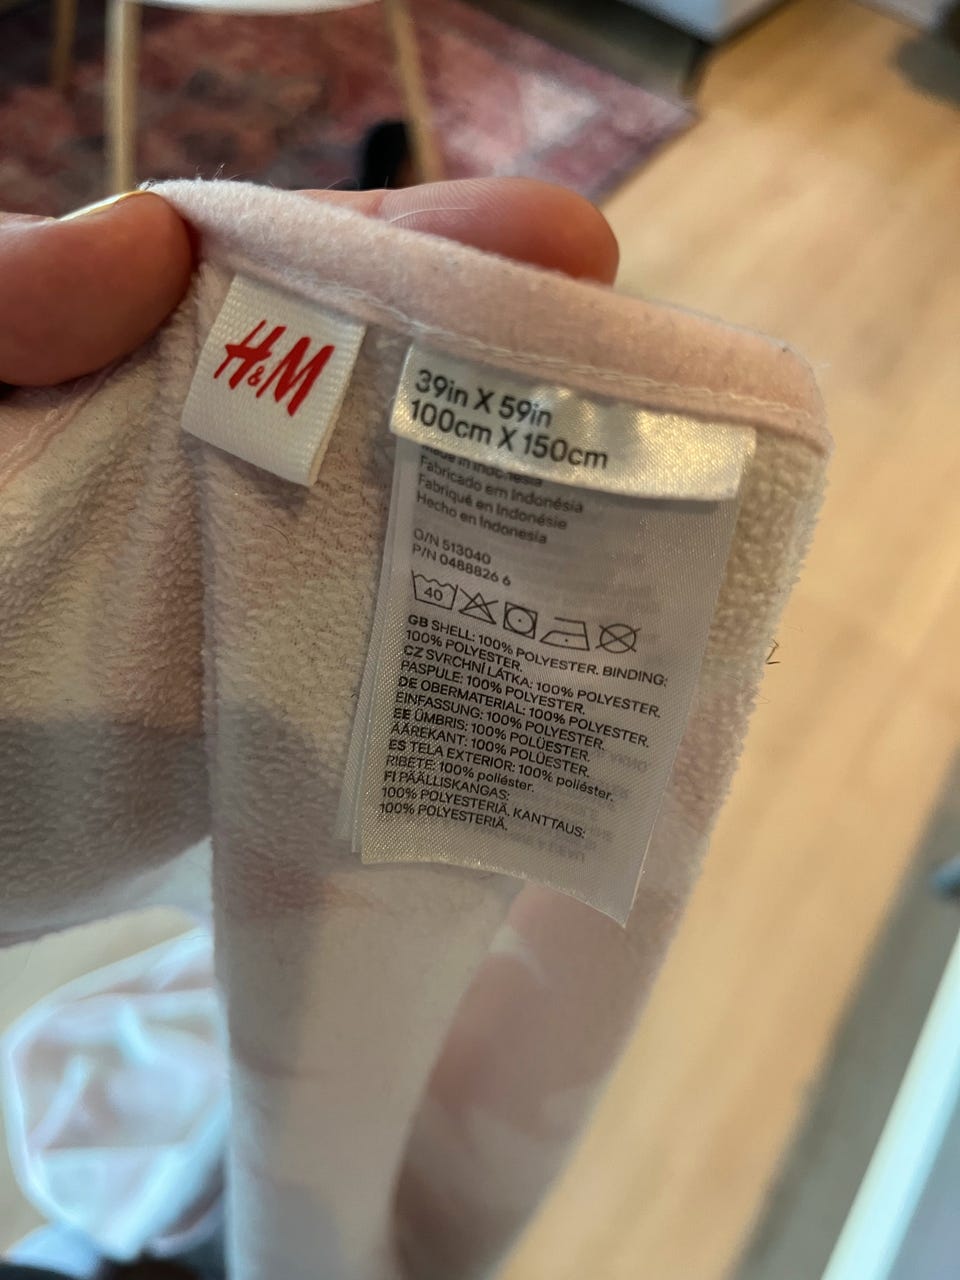 H&M
39in X 59in
100cm X 150cm
Made in Indonesia
Fabricado em Indonésia
Fabriqué en Indonésie
Hecho en Indonesia
O/N 513040
P/N 0488826 6
40
GB SHELL: 100% POLYESTER. BINDING:
100% POLYESTER.
CZ SVRCHNÍ LÁTKA: 100% POLYESTER.
PASPULE: 100% POLYESTER.
DE OBERMATERIAL: 100% POLYESTER.
EINFASSUNG: 100% POLYESTER.
EE ÜMBRIS: 100% POLÜESTER.
ÄÄREKANT: 100% POLÜESTER.
ES TELA EXTERIOR: 100% poliéster.
RIBETE: 100% poliéster.
FI PÄÄLLISKANGAS:
100% POLYESTERIÄ. KANTTAUS:
100% POLYESTERIÄ.